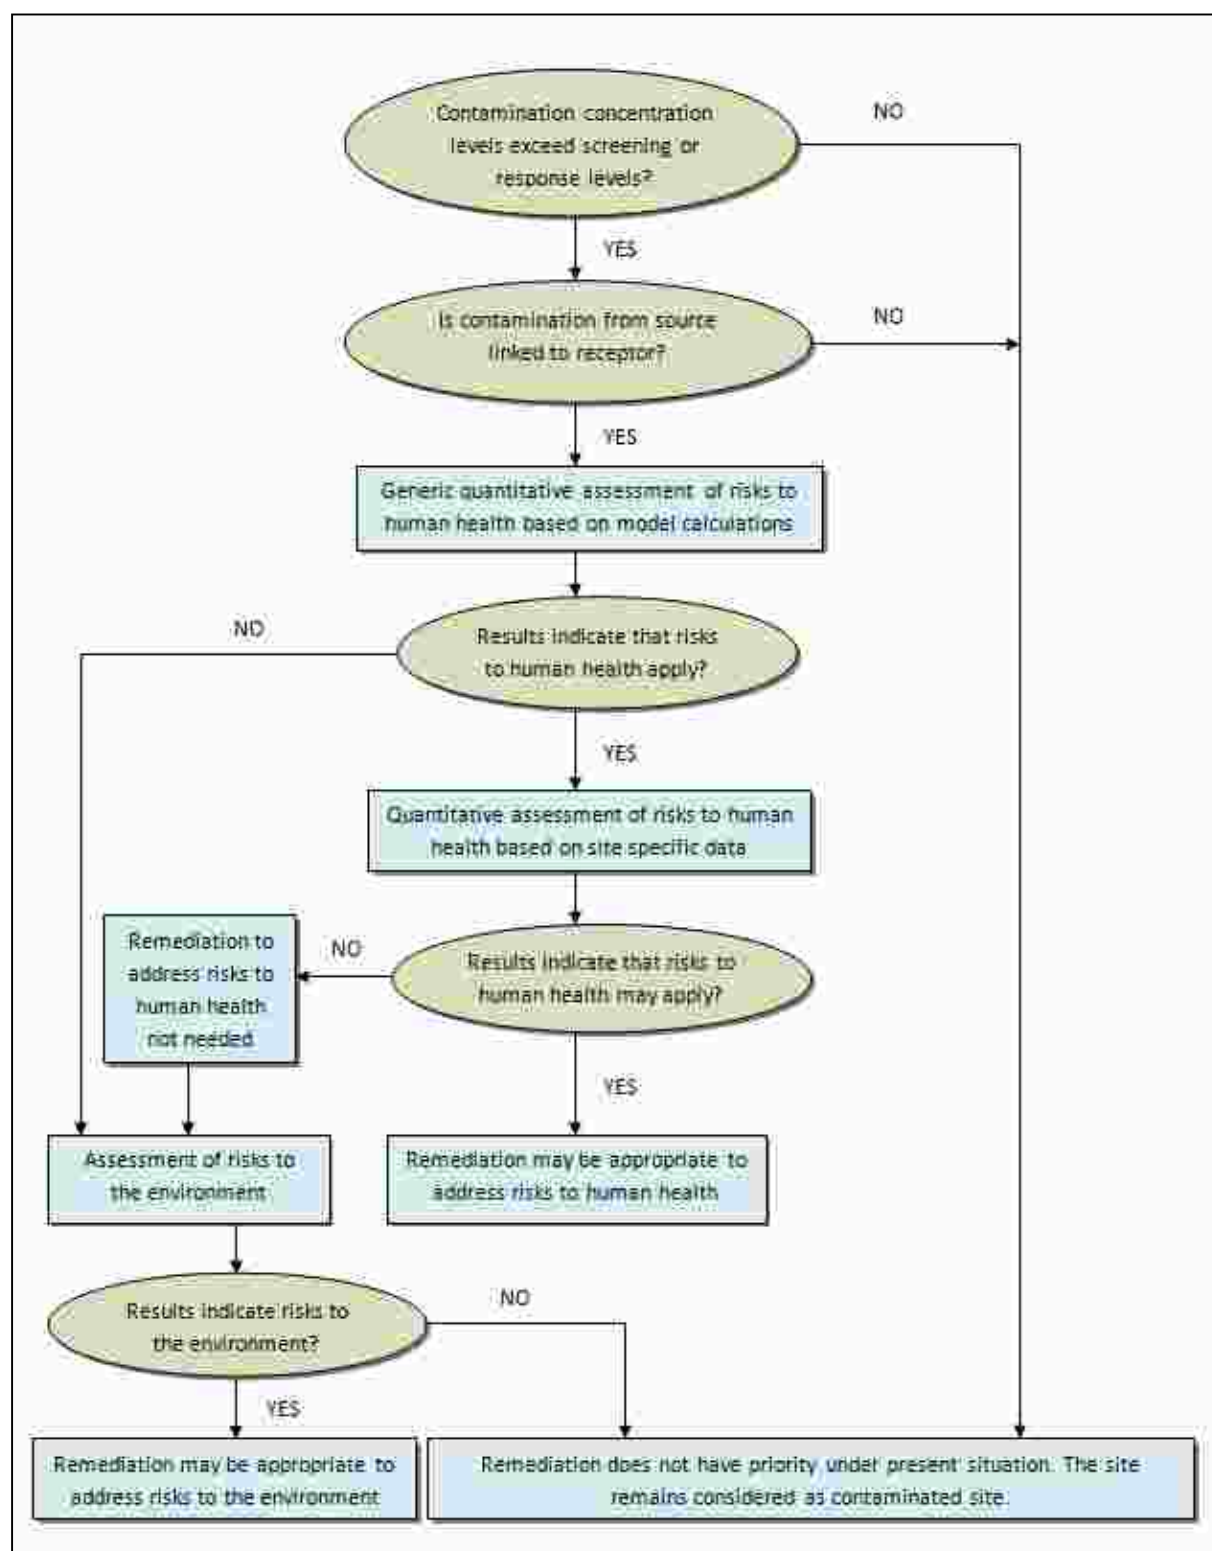 Contamination concentration
levels exceed screening or
response levels?
NO
YES
Is contamination from source
linked to receptor?
NO
YES
Generic quantitative assessment of risks to
human health based on model calculations
Results indicate that risks
to human health apply?
NO
YES
Quantitative assessment of risks to human
health based on site specific data
Results indicate that risks to
human health may apply?
NO
Remediation to
address risks to
human health
not needed
YES
Assessment of risks to
the environment
Remediation may be appropriate to
address risks to human health
Results indicate risks to
the environment?
NO
YES
Remediation may be appropriate to
address risks to the environment
Remediation does not have priority under present situation. The site
remains considered as contaminated site.